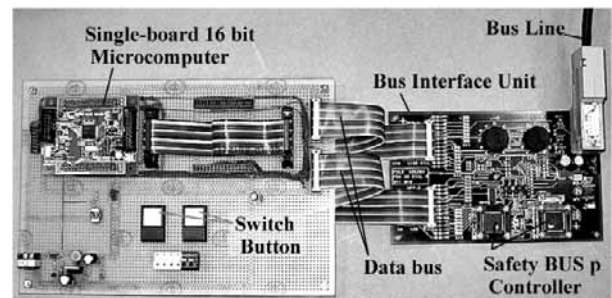 Single-board 16 bit
Microcomputer
Bus Line
Bus Interface Unit
Switch
Button
Data bus
Safety BUS p
Controller